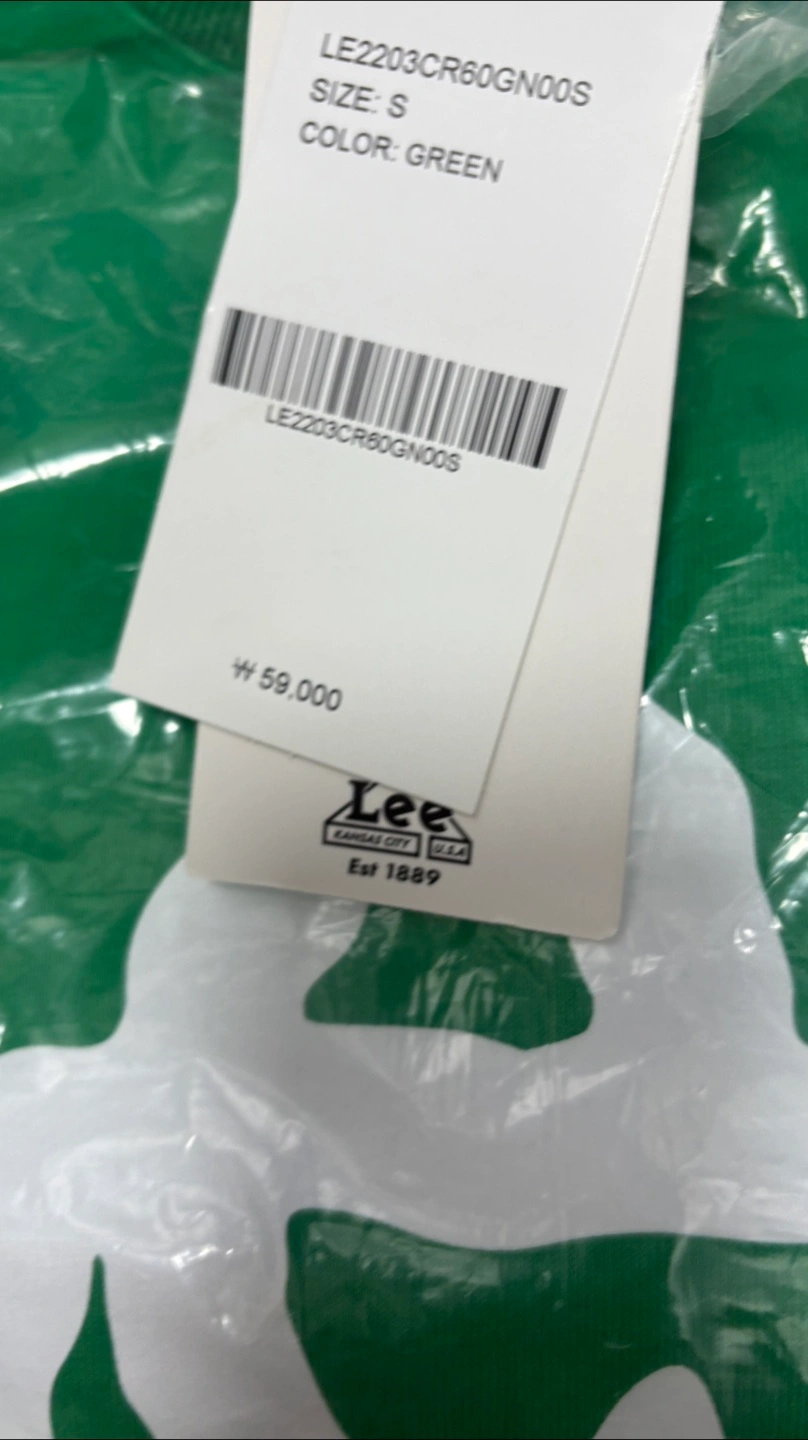 LE2203CR60GN00S
SIZE: S
COLOR: GREEN
LE2203CR60GN00S
₩ 59,000
Lee
KANSAS CITY U.S.A
Est 1889